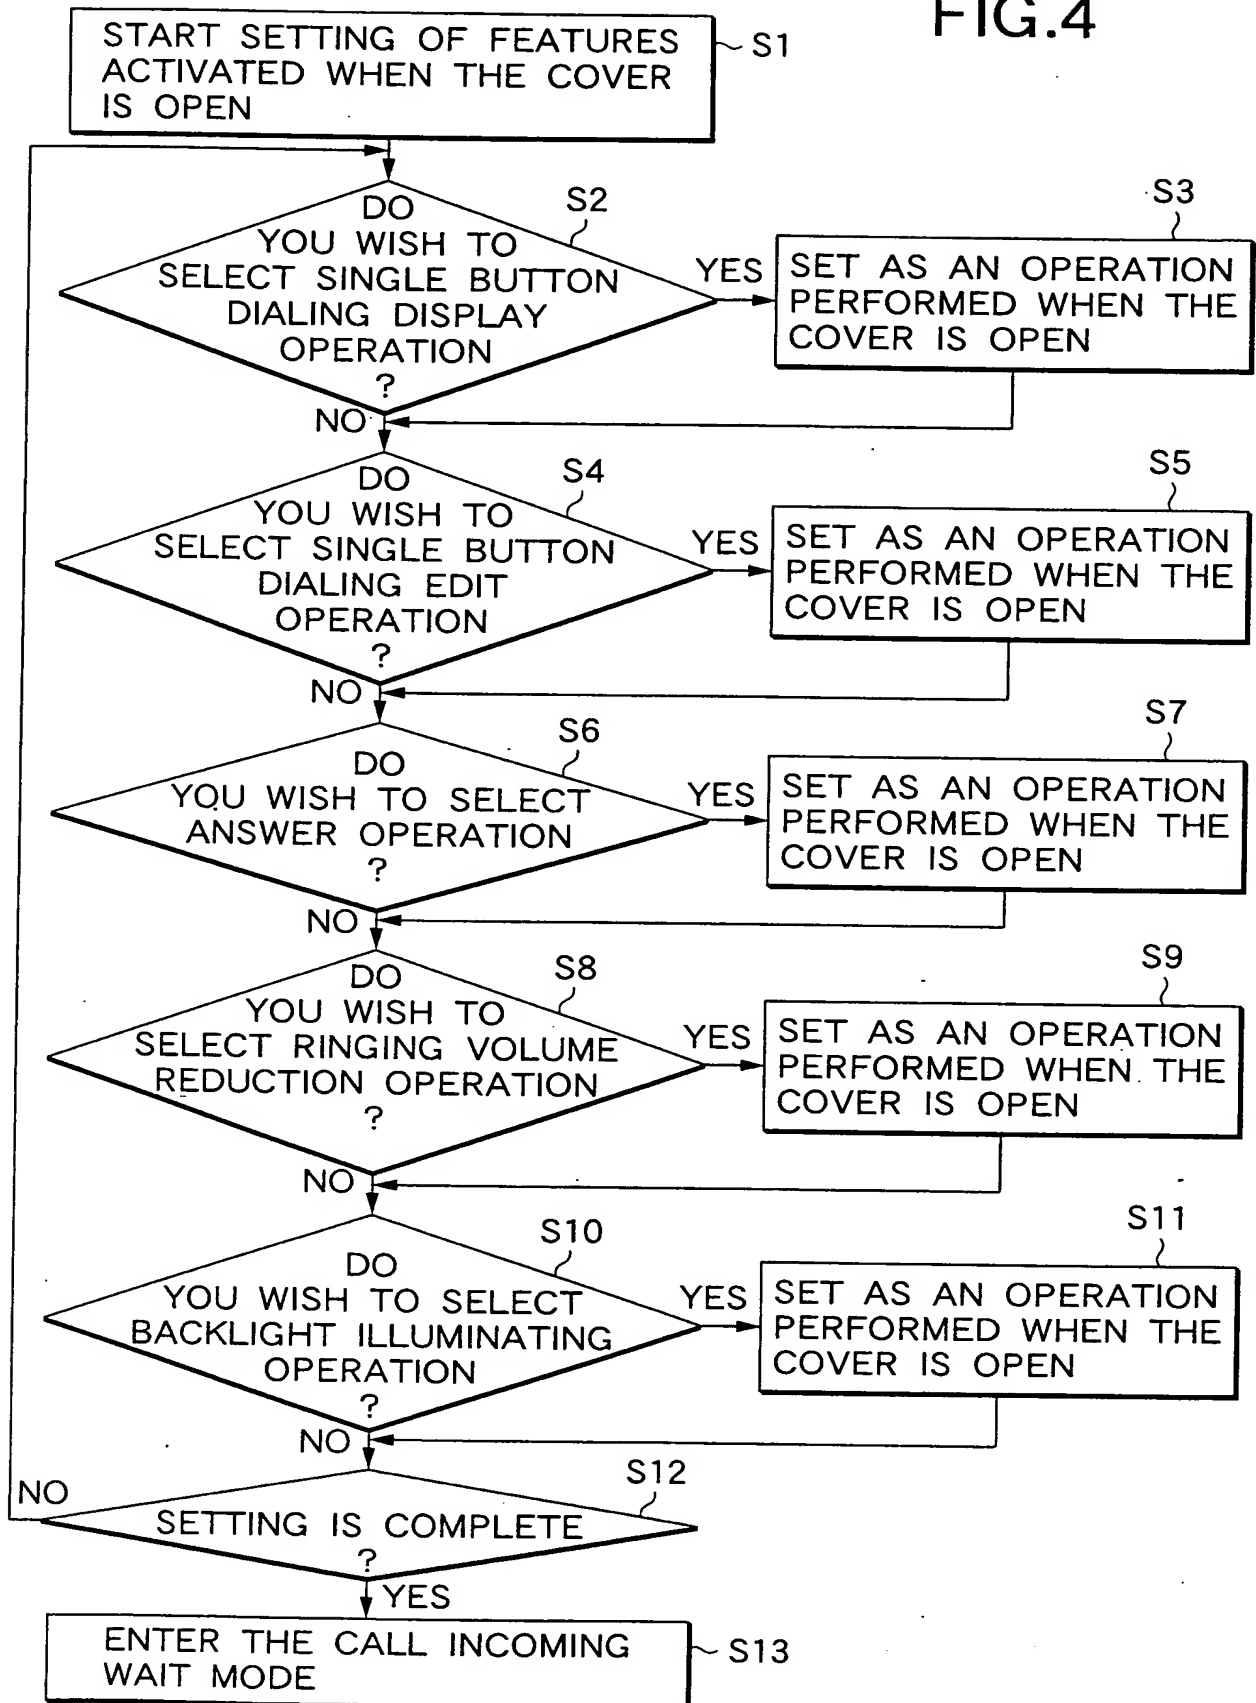 FIG.4
START SETTING OF FEATURES
ACTIVATED WHEN THE COVER
IS OPEN
S1
DO
YOU WISH TO
SELECT SINGLE BUTTON
DIALING DISPLAY
OPERATION
?
S2
YES
NO
SET AS AN OPERATION
PERFORMED WHEN THE
COVER IS OPEN
S3
DO
YOU WISH TO
SELECT SINGLE BUTTON
DIALING EDIT
OPERATION
?
S4
YES
NO
SET AS AN OPERATION
PERFORMED WHEN THE
COVER IS OPEN
S5
DO
YOU WISH TO SELECT
ANSWER OPERATION
?
S6
YES
NO
SET AS AN OPERATION
PERFORMED WHEN THE
COVER IS OPEN
S7
DO
YOU WISH TO
SELECT RINGING VOLUME
REDUCTION OPERATION
?
S8
YES
NO
SET AS AN OPERATION
PERFORMED WHEN THE
COVER IS OPEN
S9
DO
YOU WISH TO SELECT
BACKLIGHT ILLUMINATING
OPERATION
?
S10
YES
NO
SET AS AN OPERATION
PERFORMED WHEN THE
COVER IS OPEN
S11
SETTING IS COMPLETE
?
S12
NO
YES
ENTER THE CALL INCOMING
WAIT MODE
S13